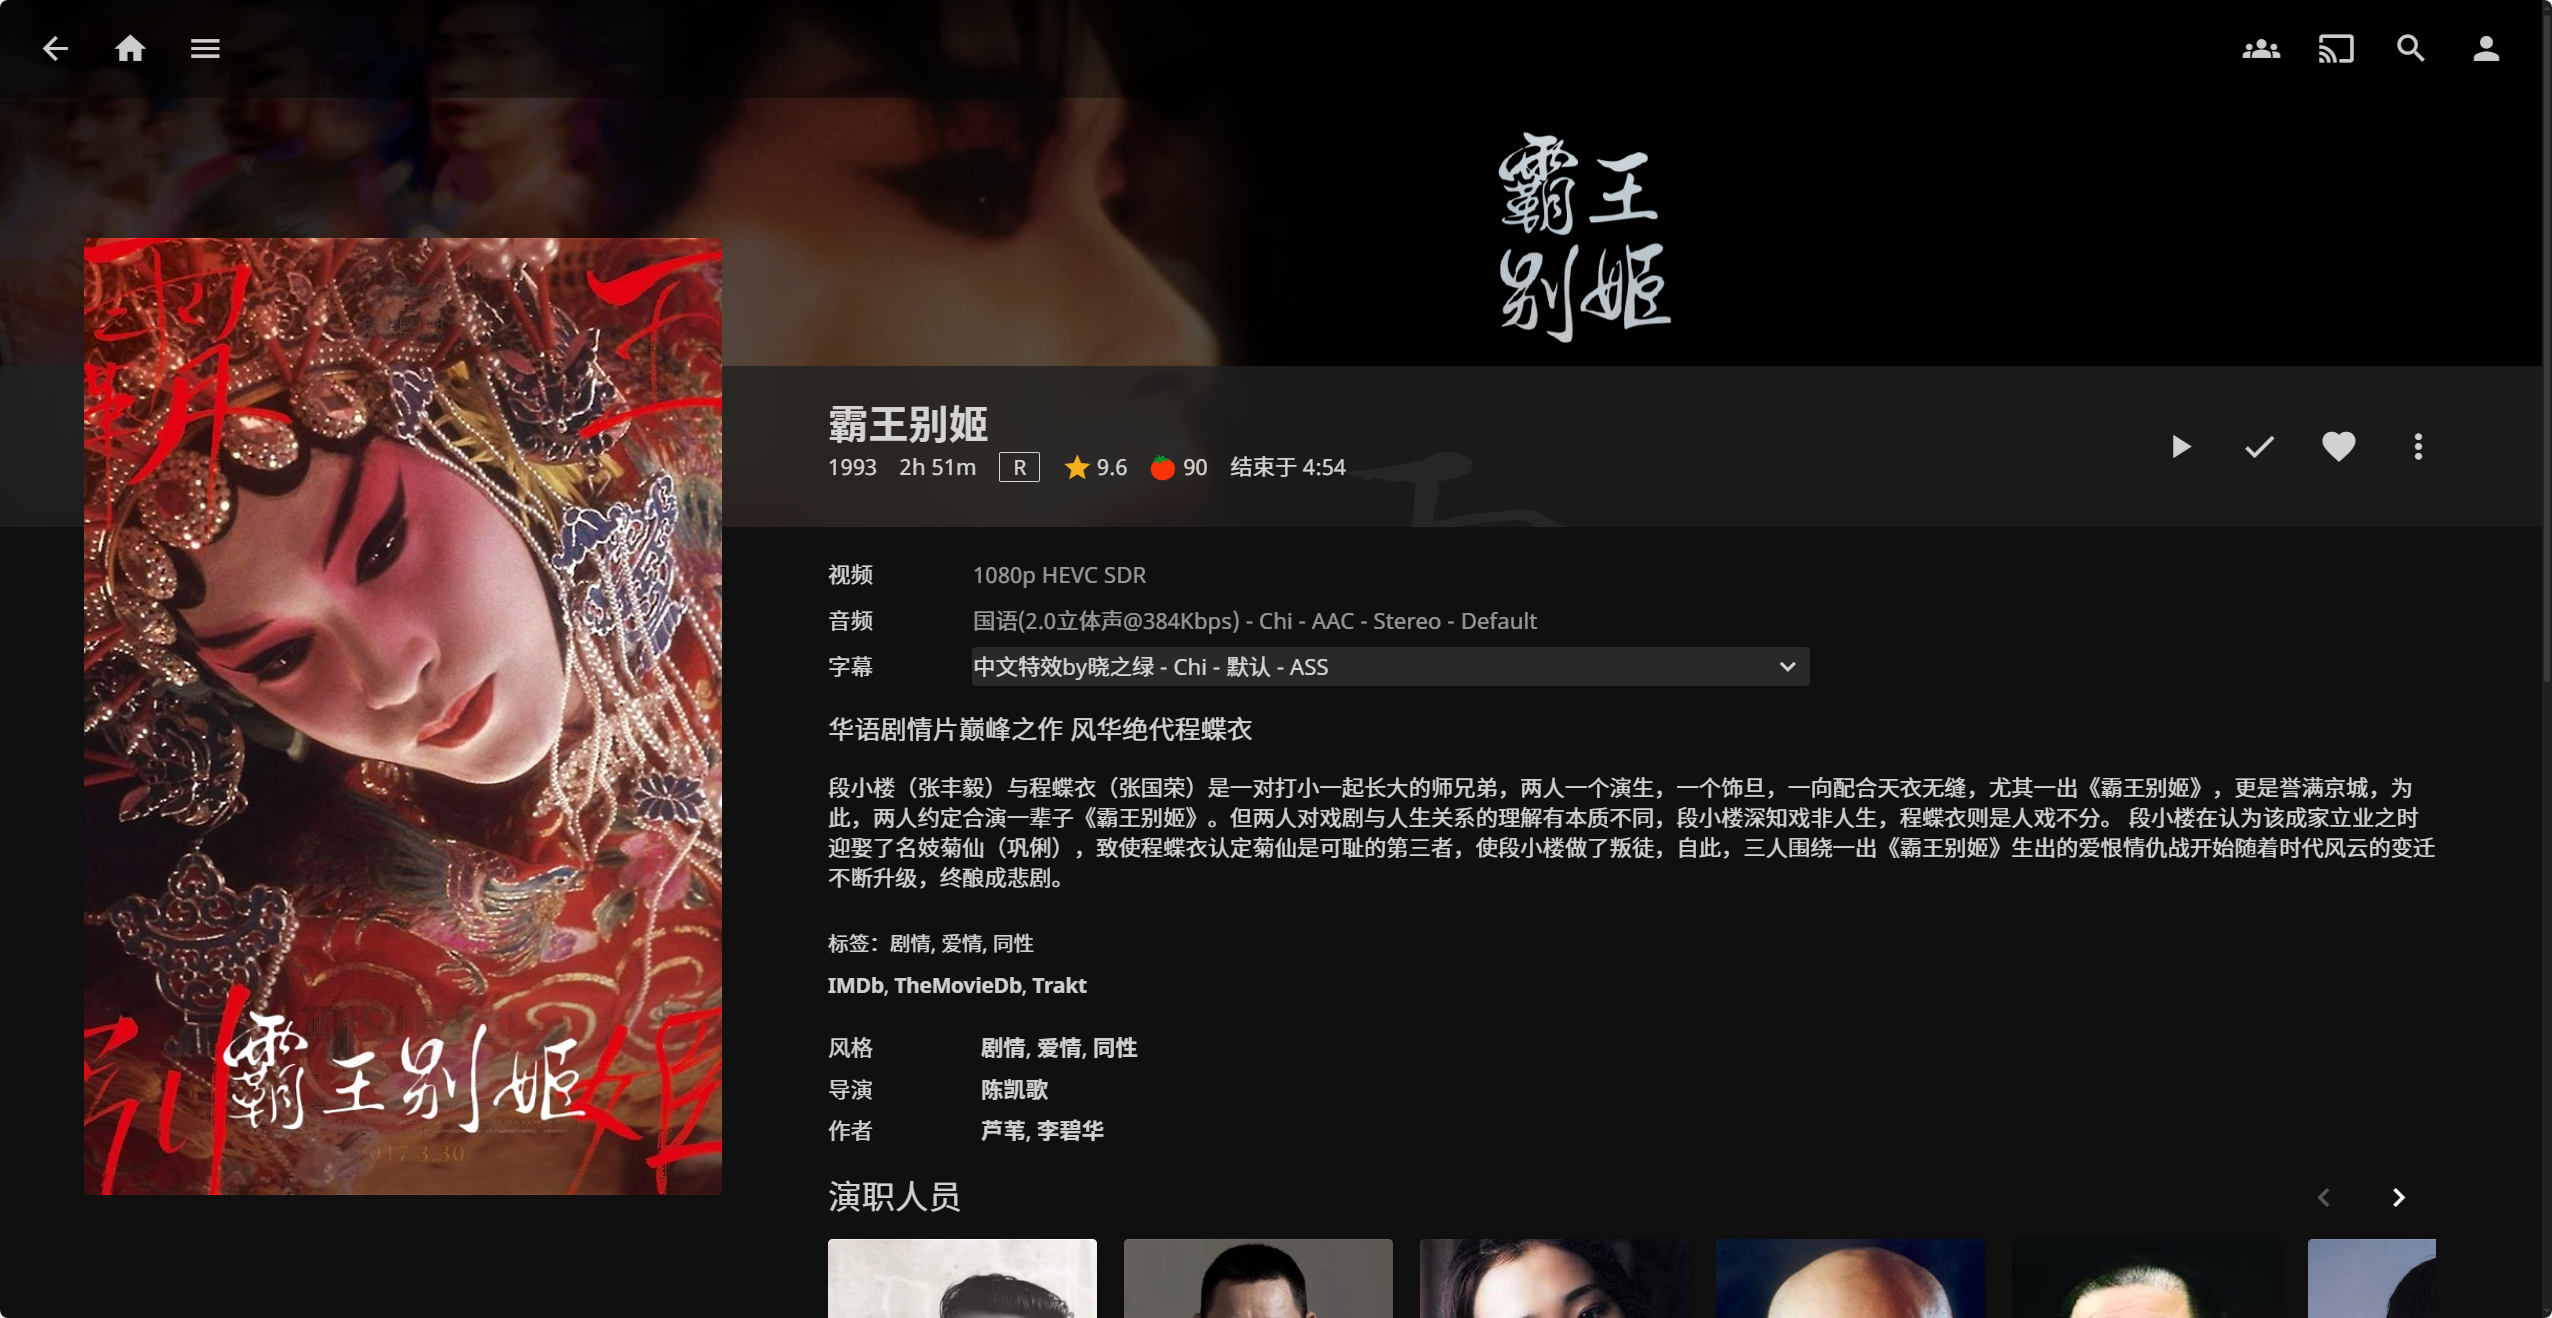 霸王
别姬
霸王别姬
1993 2h 51m R 9.6 90 结束于 4:54
视频 1080p HEVC SDR
音频 国语(2.0立体声@384Kbps) - Chi - AAC - Stereo - Default
字幕 中文特效by晓之绿 - Chi - 默认 - ASS
华语剧情片巅峰之作 风华绝代程蝶衣
段小楼（张丰毅）与程蝶衣（张国荣）是一对打小一起长大的师兄弟，两人一个演生，一个饰旦，一向配合天衣无缝，尤其一出《霸王别姬》，更是誉满京城，为
此，两人约定合演一辈子《霸王别姬》。但两人对戏剧与人生关系的理解有本质不同，段小楼深知戏非人生，程蝶衣则是人戏不分。 段小楼在认为该成家立业之时
迎娶了名妓菊仙（巩俐），致使程蝶衣认定菊仙是可耻的第三者，使段小楼做了叛徒，自此，三人围绕一出《霸王别姬》生出的爱恨情仇战开始随着时代风云的变迁
不断升级，终酿成悲剧。
标签：剧情, 爱情, 同性
IMDb, TheMovieDb, Trakt
风格 剧情, 爱情, 同性
导演 陈凯歌
作者 芦苇, 李碧华
演职人员
霸 王
别 姬
霸王别姬
2017.3.30